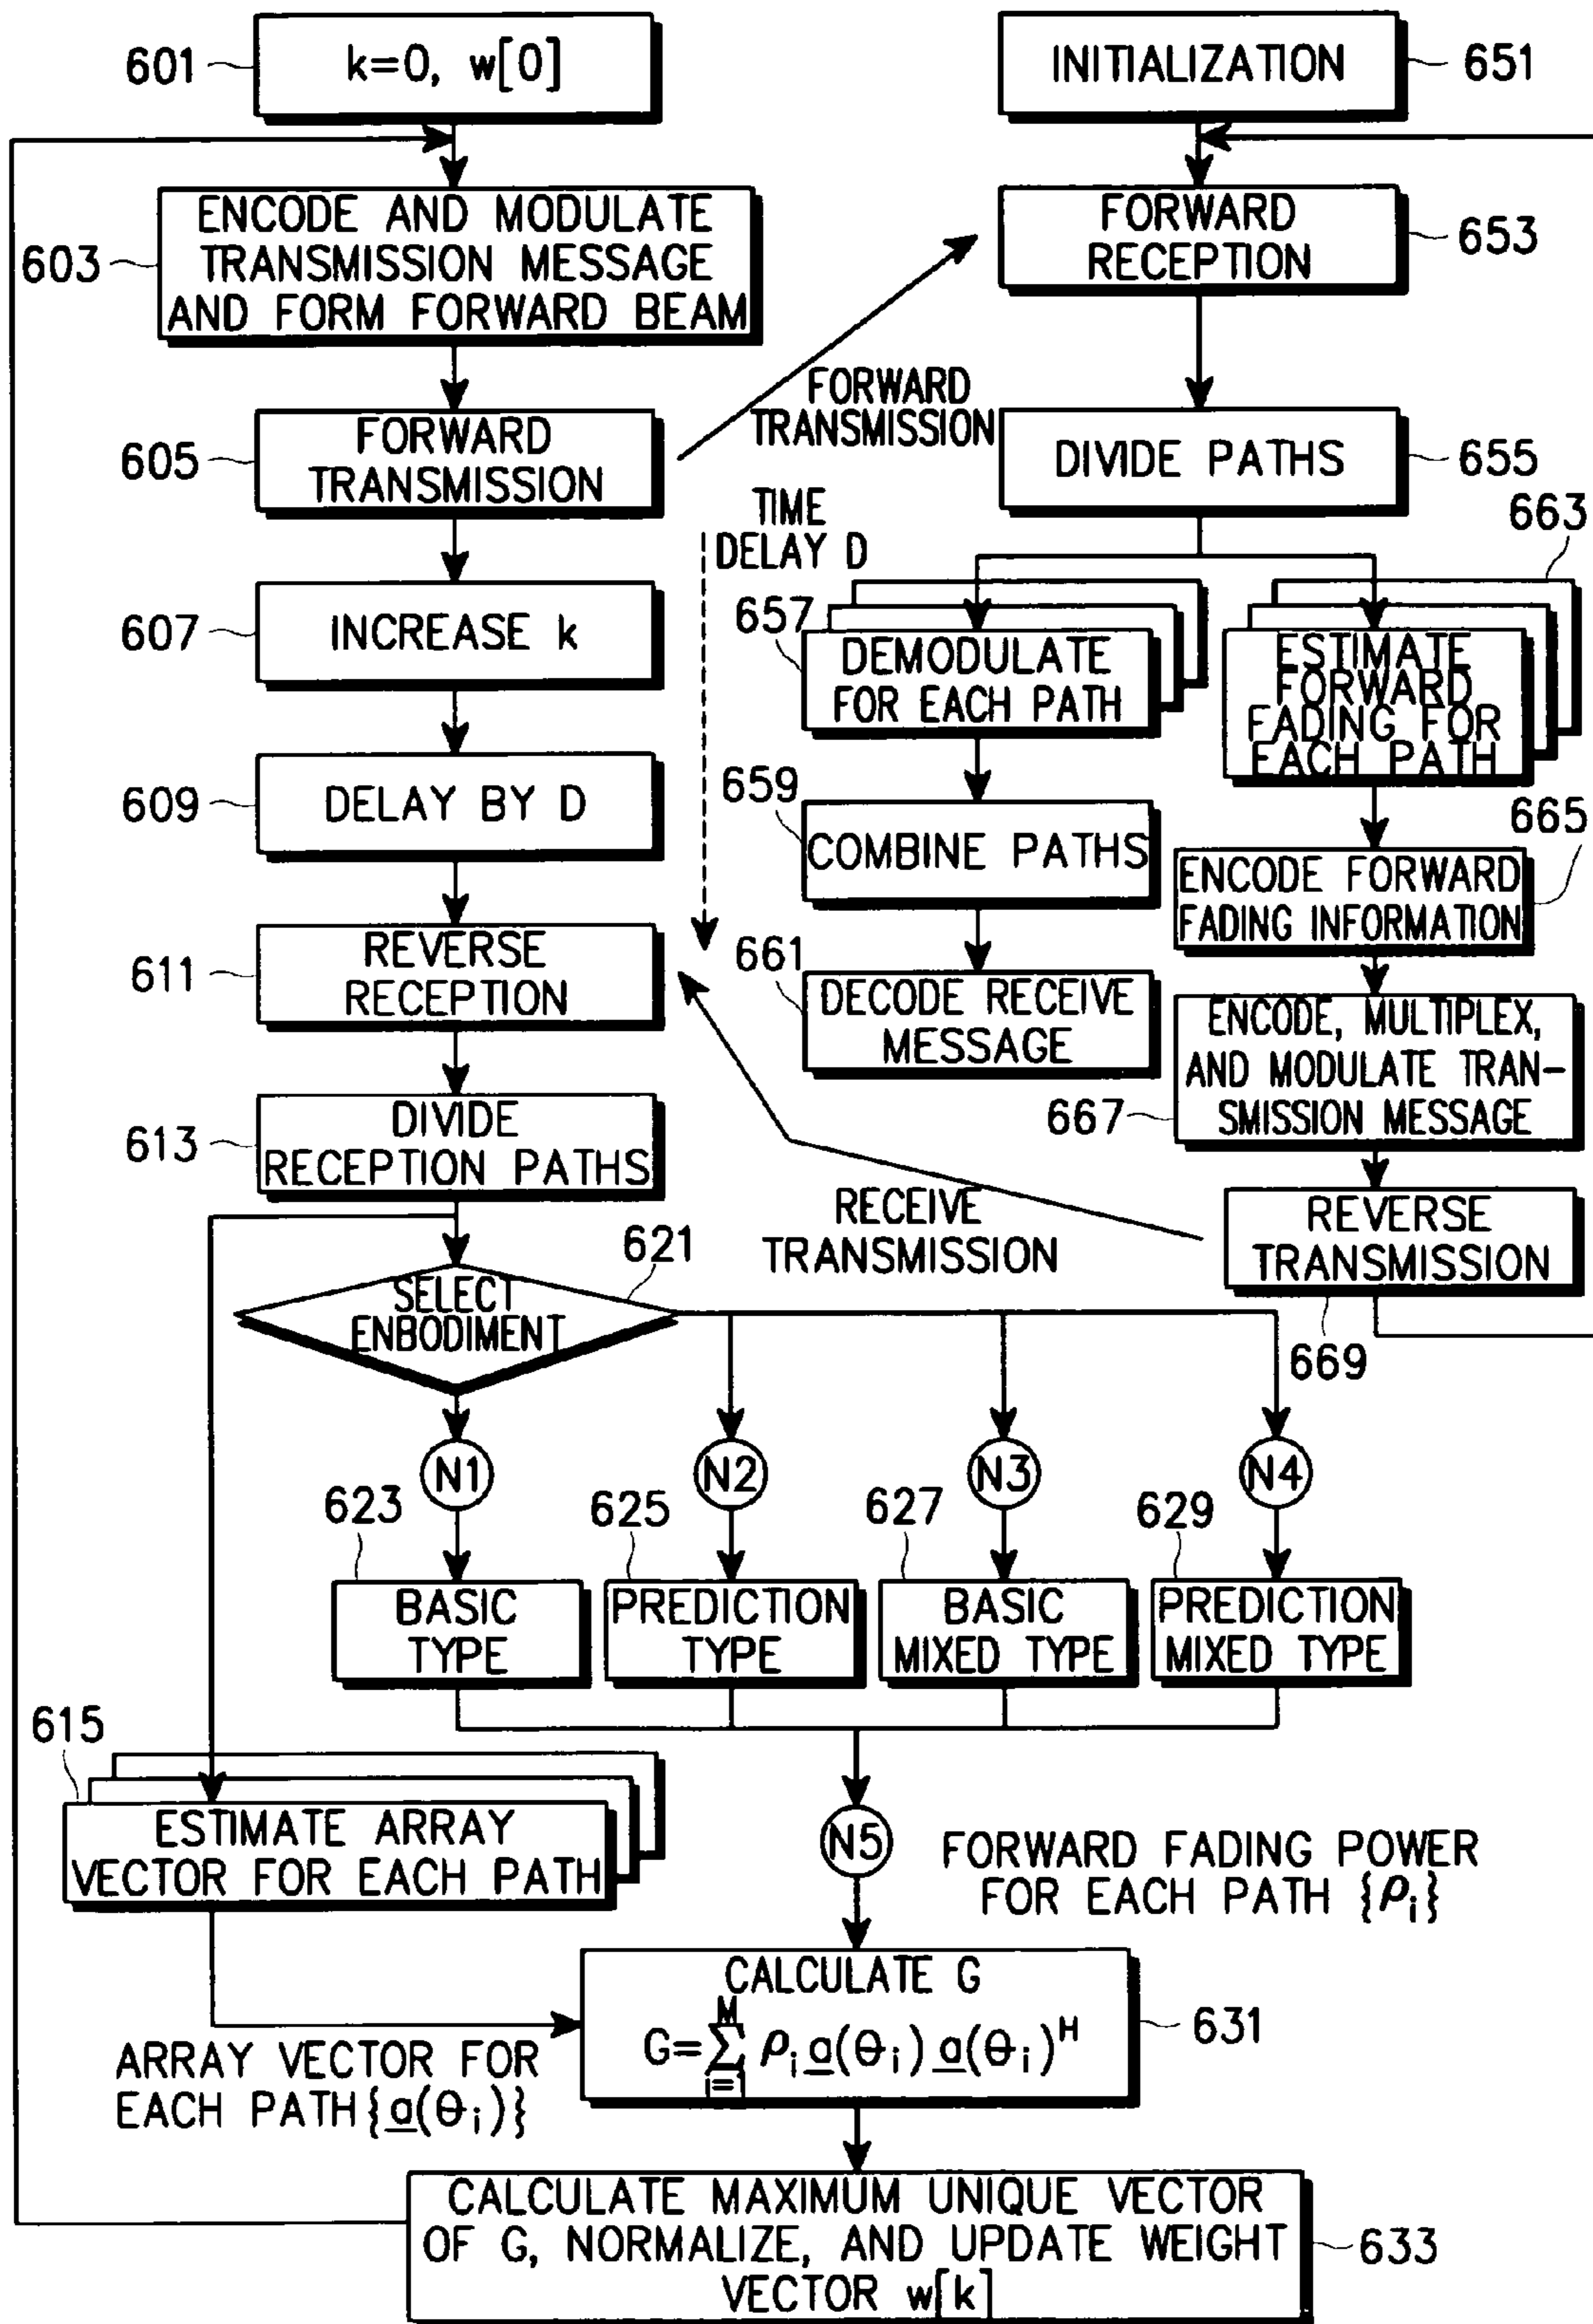 601
k=0, w[0]
INITIALIZATION
651
603
ENCODE AND MODULATE
TRANSMISSION MESSAGE
AND FORM FORWARD BEAM
FORWARD
RECEPTION
653
FORWARD
TRANSMISSION
605
FORWARD
TRANSMISSION
DIVIDE PATHS
655
TIME
DELAY D
663
607
INCREASE k
657
DEMODULATE
FOR EACH PATH
ESTIMATE
FORWARD
FADING FOR
EACH PATH
609
DELAY BY D
659
COMBINE PATHS
665
ENCODE FORWARD
FADING INFORMATION
611
REVERSE
RECEPTION
661
DECODE RECEIVE
MESSAGE
ENCODE, MULTIPLEX,
AND MODULATE TRAN-
SMISSION MESSAGE
667
613
DIVIDE
RECEPTION PATHS
RECEIVE
TRANSMISSION
REVERSE
TRANSMISSION
669
621
SELECT
ENBODIMENT
N1
N2
N3
N4
623
625
627
629
BASIC
TYPE
PREDICTION
TYPE
BASIC
MIXED TYPE
PREDICTION
MIXED TYPE
615
ESTIMATE ARRAY
VECTOR FOR EACH PATH
N5
FORWARD FADING POWER
FOR EACH PATH {ρi}
ARRAY VECTOR FOR
EACH PATH{a(θi)}
CALCULATE G
G=∑ᴹi=1 ρi a(θi) a(θi)ᴴ
631
CALCULATE MAXIMUM UNIQUE VECTOR
OF G, NORMALIZE, AND UPDATE WEIGHT
VECTOR w[k]
633